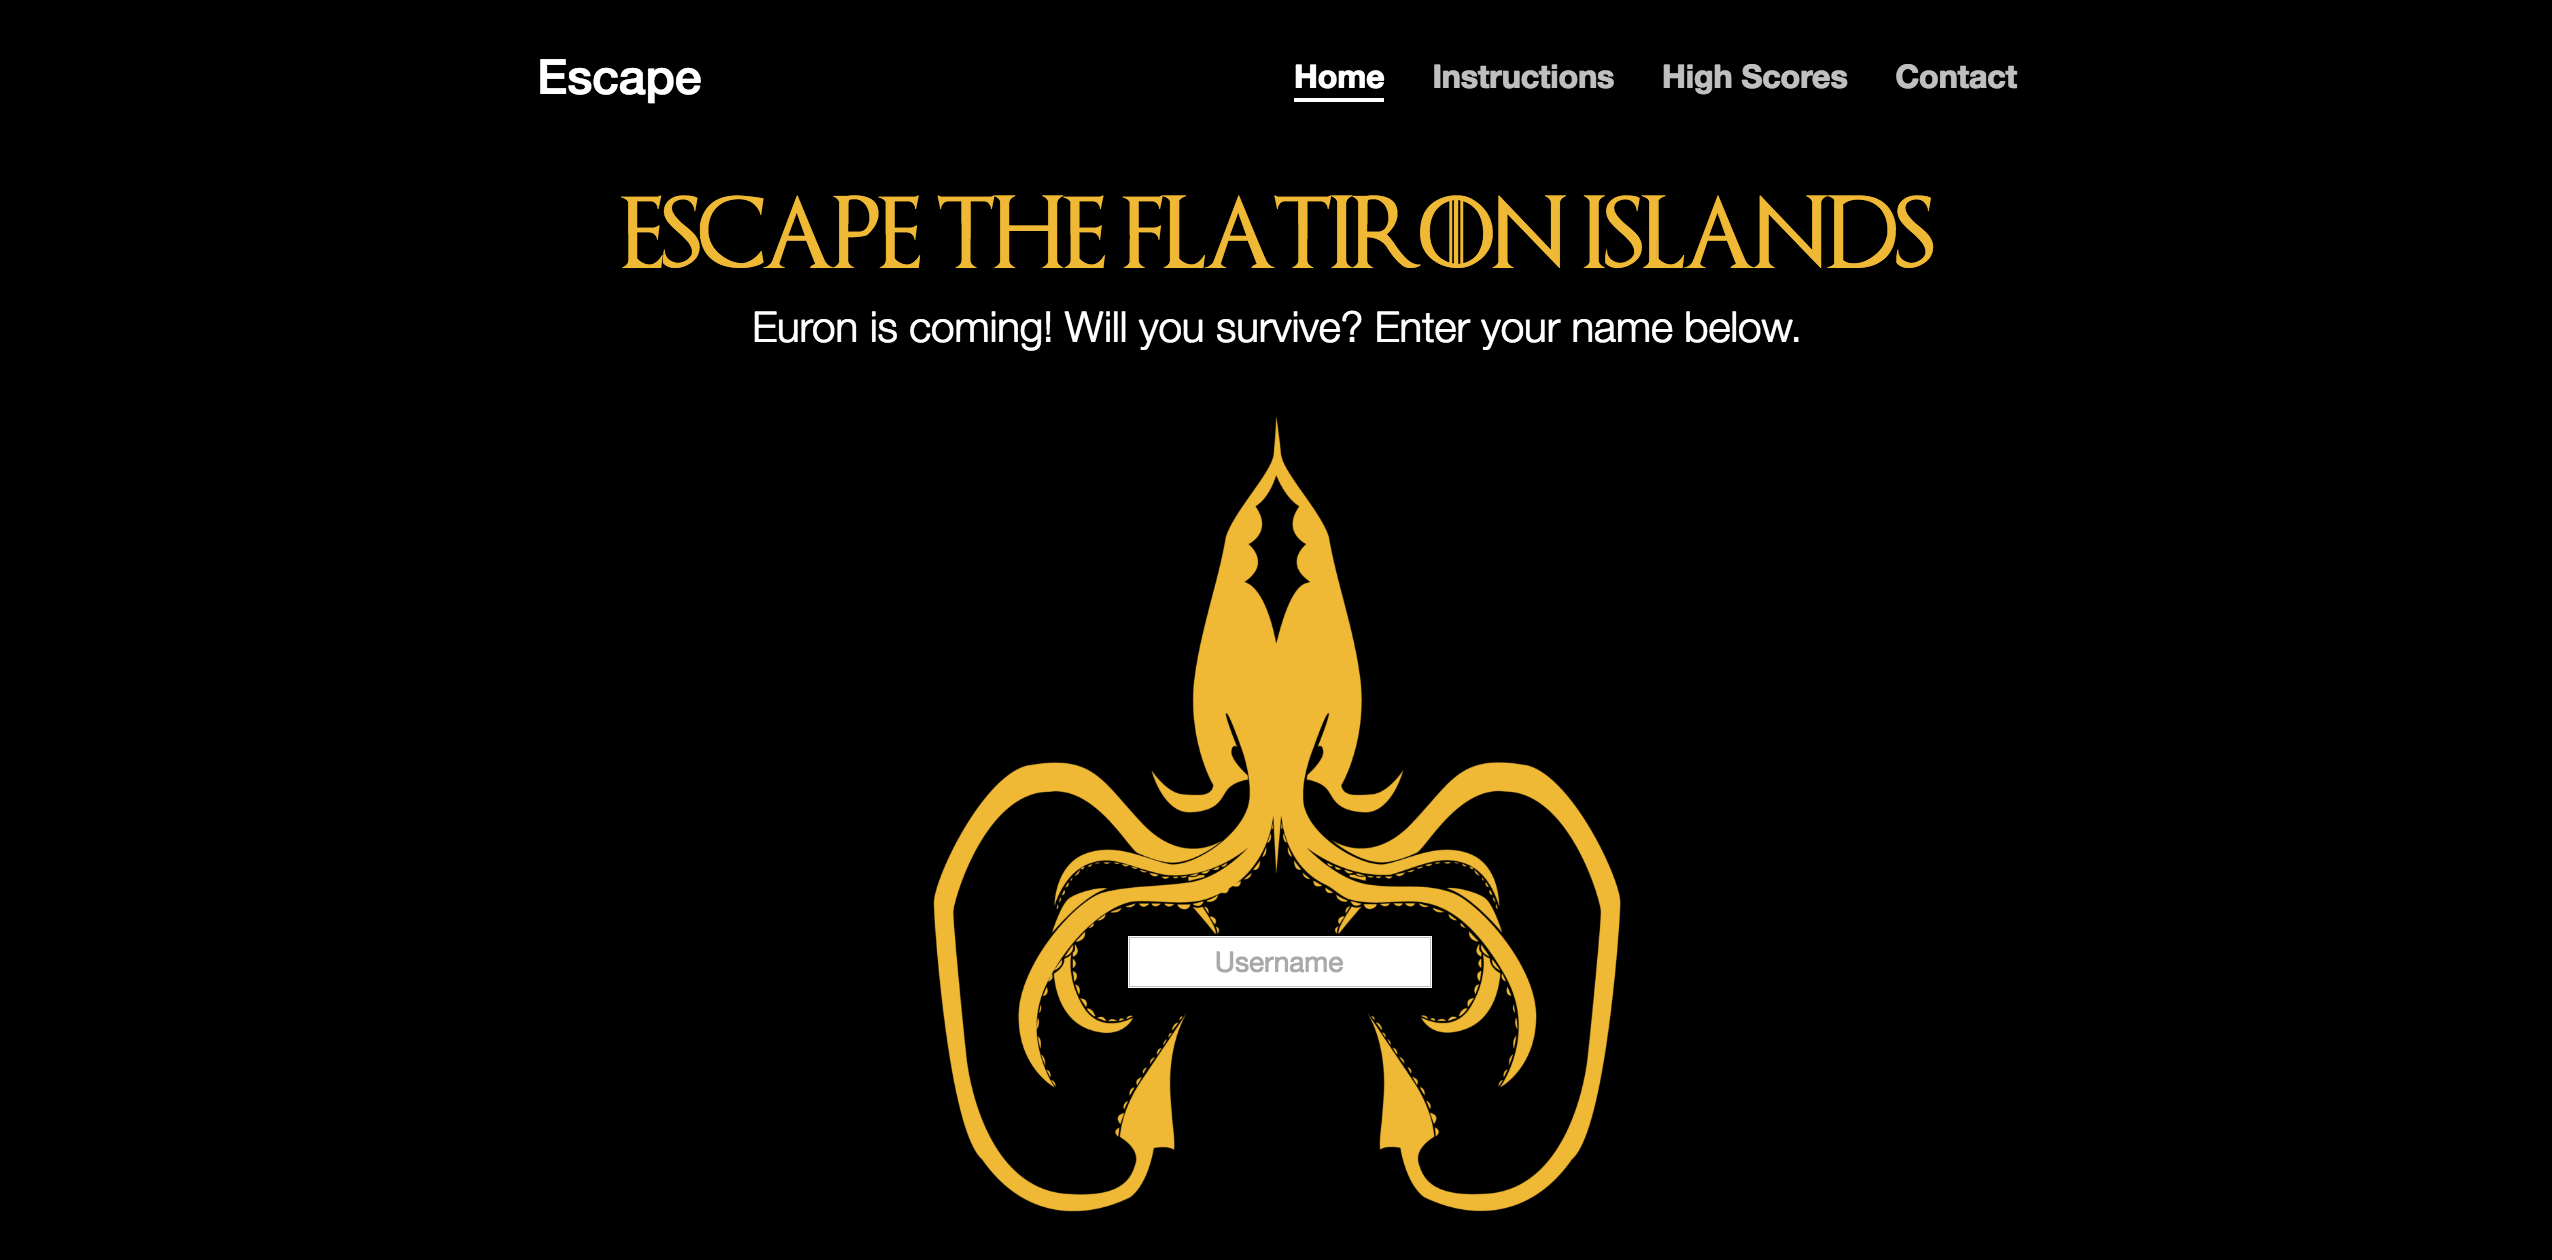 Escape
Home Instructions High Scores Contact
ESCAPE THE FLATIRON ISLANDS
Euron is coming! Will you survive? Enter your name below.
Username